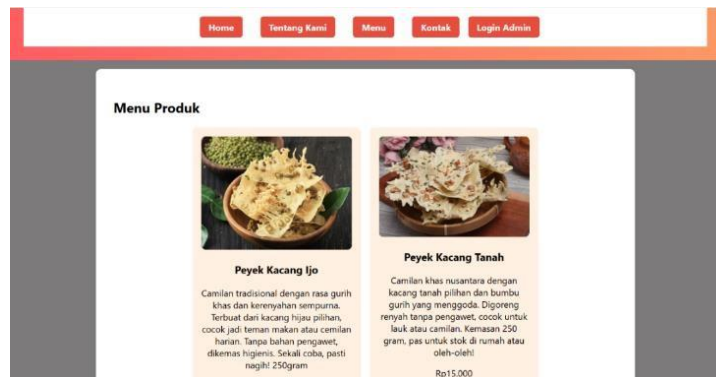 Home
Tentang Kami
Menu
Kontak
Login Admin
Menu Produk
Peyek Kacang Ijo
Camilan tradisional dengan rasa gurih
khas dan kerenyahan sempurna.
Terbuat dari kacang hijau pilihan,
cocok jadi teman makan atau cemilan
harian. Tanpa bahan pengawet,
dikemas higienis. Sekali coba, pasti
nagih! 250gram
Peyek Kacang Tanah
Camilan khas nusantara dengan
kacang tanah pilihan dan bumbu
gurih yang menggoda. Digoreng
renyah tanpa pengawet, cocok untuk
lauk atau camilan. Kemasan 250
gram, pas untuk stok di rumah atau
oleh-oleh!
Rp15.000